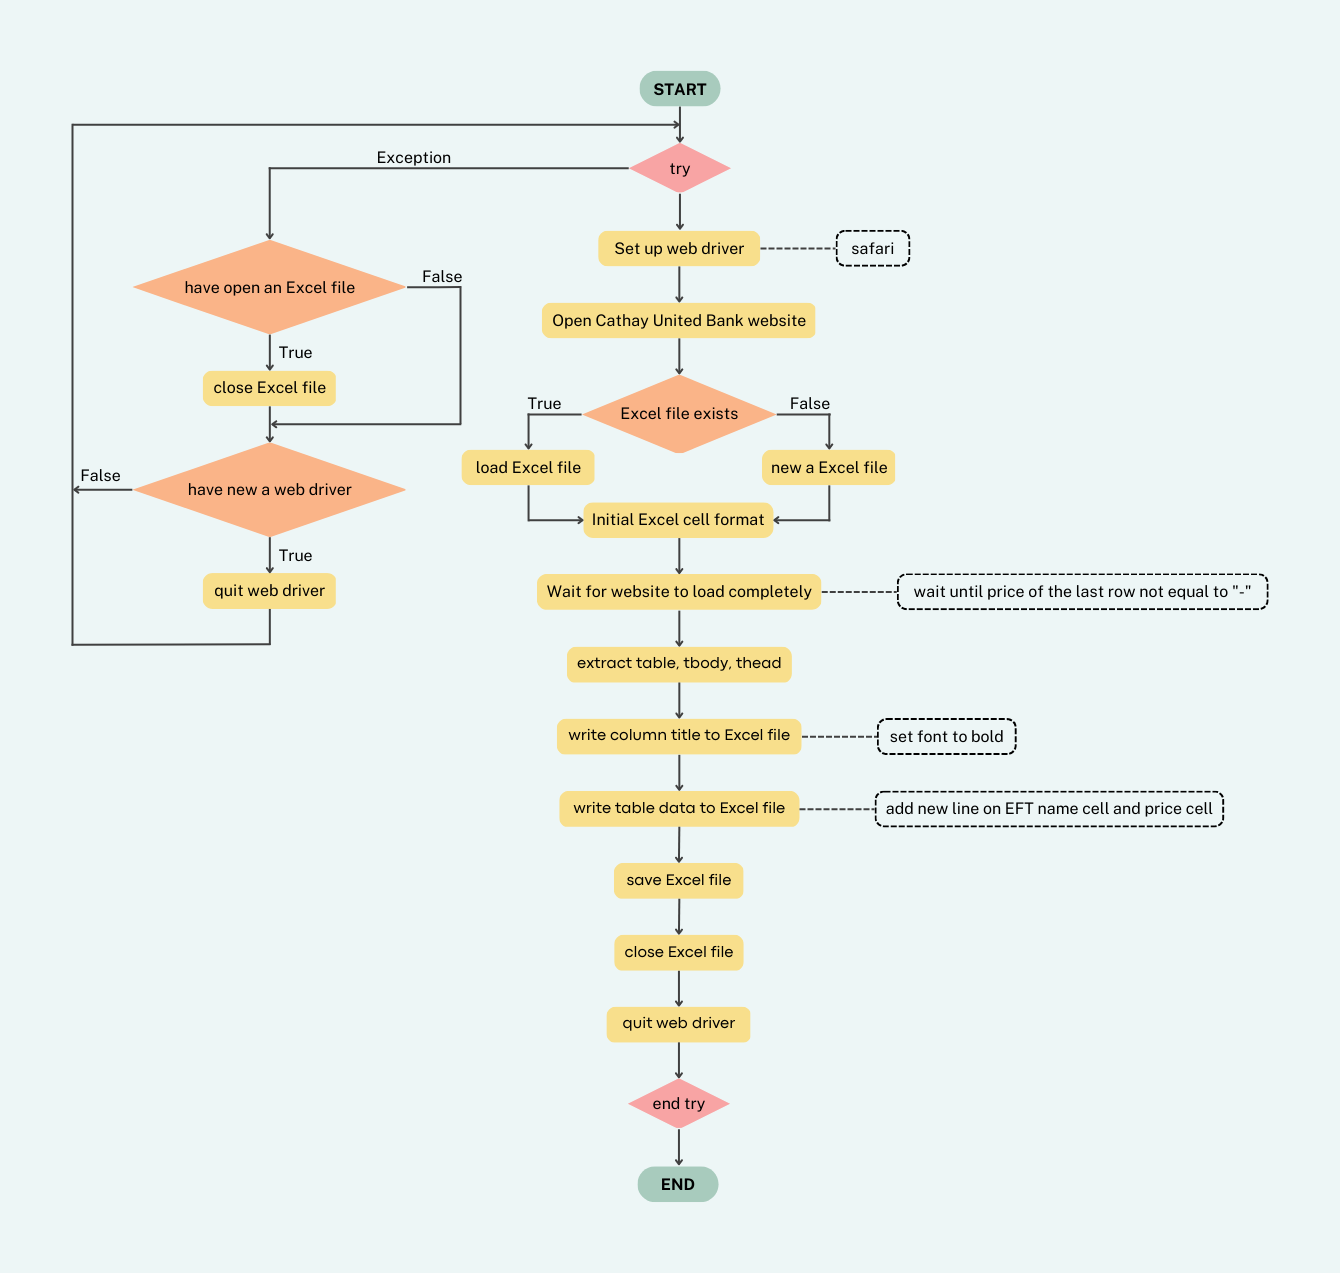 START
Exception
try
Set up web driver
safari
have open an Excel file
False
True
Open Cathay United Bank website
close Excel file
True
Excel file exists
False
load Excel file
new a Excel file
False
have new a web driver
Initial Excel cell format
True
quit web driver
Wait for website to load completely
wait until price of the last row not equal to "-"
extract table, tbody, thead
write column title to Excel file
set font to bold
write table data to Excel file
add new line on EFT name cell and price cell
save Excel file
close Excel file
quit web driver
end try
END